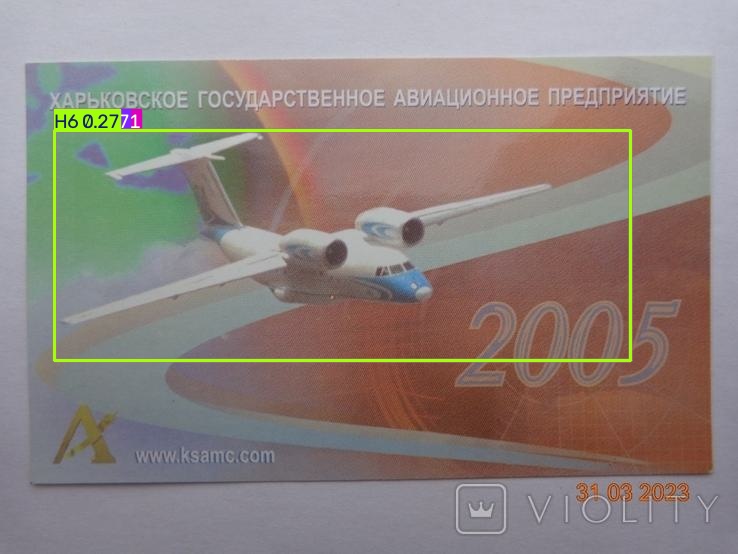 ХАРЬКОВСКОЕ ГОСУДАРСТВЕННОЕ АВИАЦИОННОЕ ПРЕДПРИЯТИЕ
H6 0.2771
2005
www.ksamc.com
31 03 2023
VIOLITY